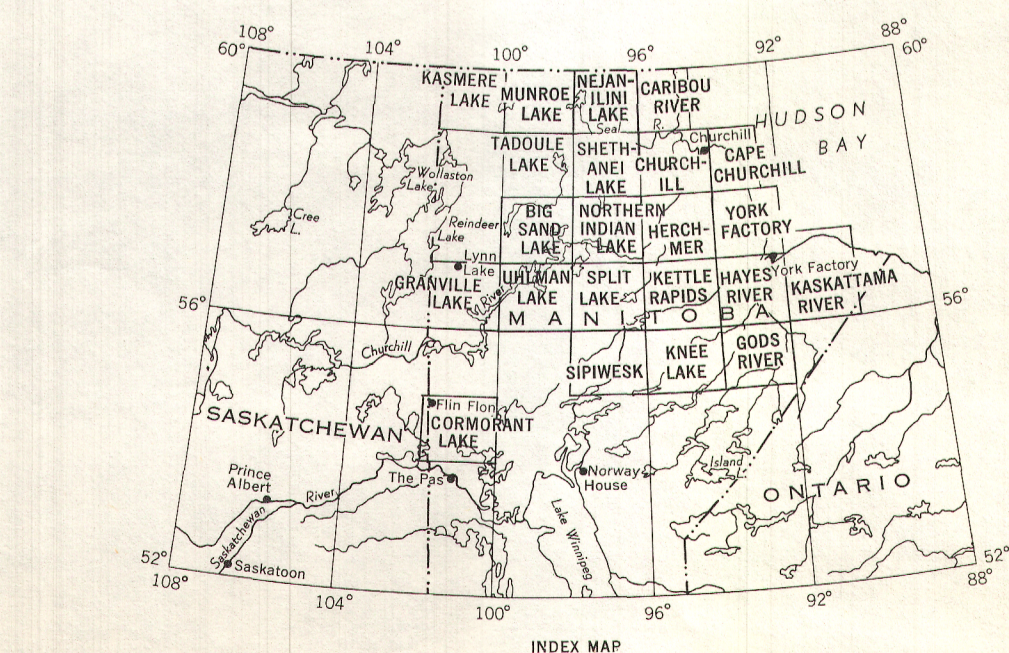 108°
104°
100°
96°
92°
88°
60°
60°
KASMERE
LAKE
MUNROE
LAKE
NEJAN-
ILINI
LAKE
CARIBOU
RIVER
HUDSON
BAY
Seal
R.
Churchill
TADOULE
LAKE
SHETH-
ANEI
LAKE
CHURCH-
ILL
CAPE
CHURCHILL
Wollaston
Lake
Cree
L.
Reindeer
Lake
BIG
SAND
LAKE
NORTHERN
INDIAN
LAKE
HERCH-
MER
YORK
FACTORY
Lynn
Lake
GRANVILLE
LAKE
River
UHLMAN
LAKE
SPLIT
LAKE
KETTLE
RAPIDS
HAYES
RIVER
York Factory
KASKATTAMA
RIVER
56°
56°
MANITOBA
Churchill
SIPIWESK
KNEE
LAKE
GODS
RIVER
SASKATCHEWAN
Flin Flon
CORMORANT
LAKE
Prince
Albert
River
The Pas
Norway
House
Island
ONTARIO
Saskatchewan
Lake Winnipeg
Saskatoon
52°
52°
108°
104°
100°
96°
92°
88°
INDEX MAP